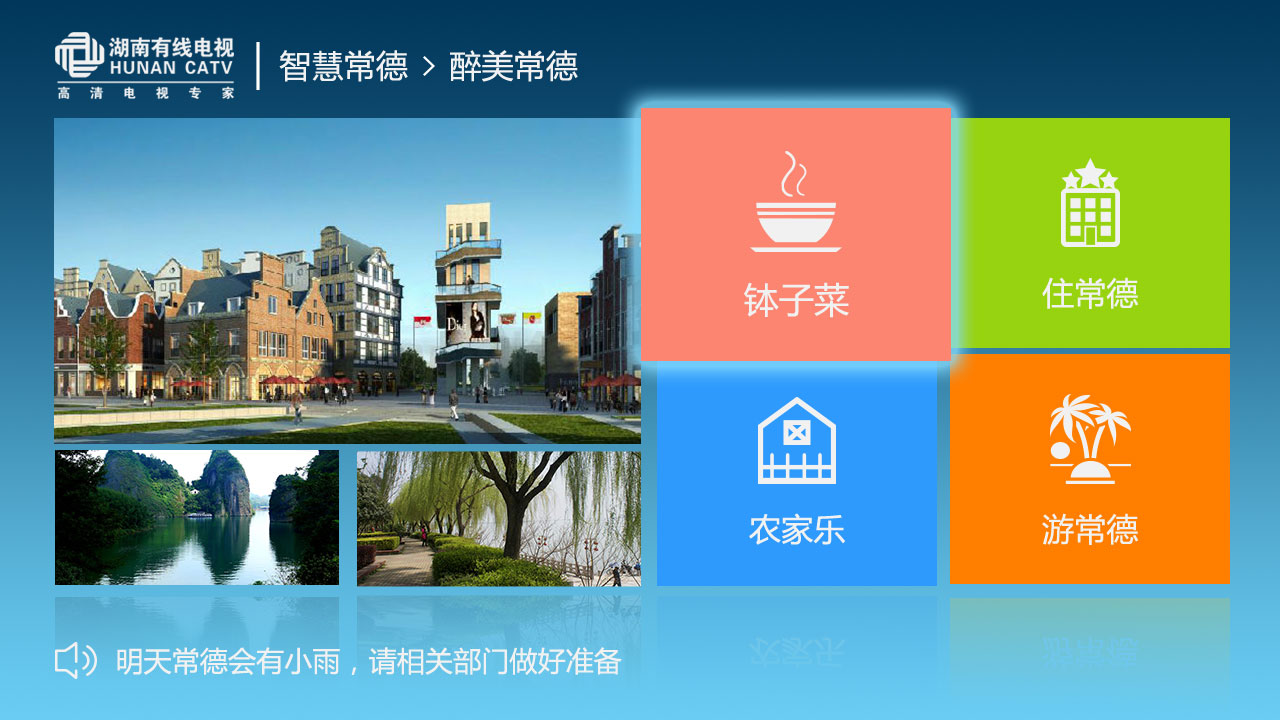 湖南有线电视
HUNAN CATV
高清电视专家
智慧常德 > 醉美常德
Dior
钵子菜
住常德
农家乐
游常德
明天常德会有小雨，请相关部门做好准备